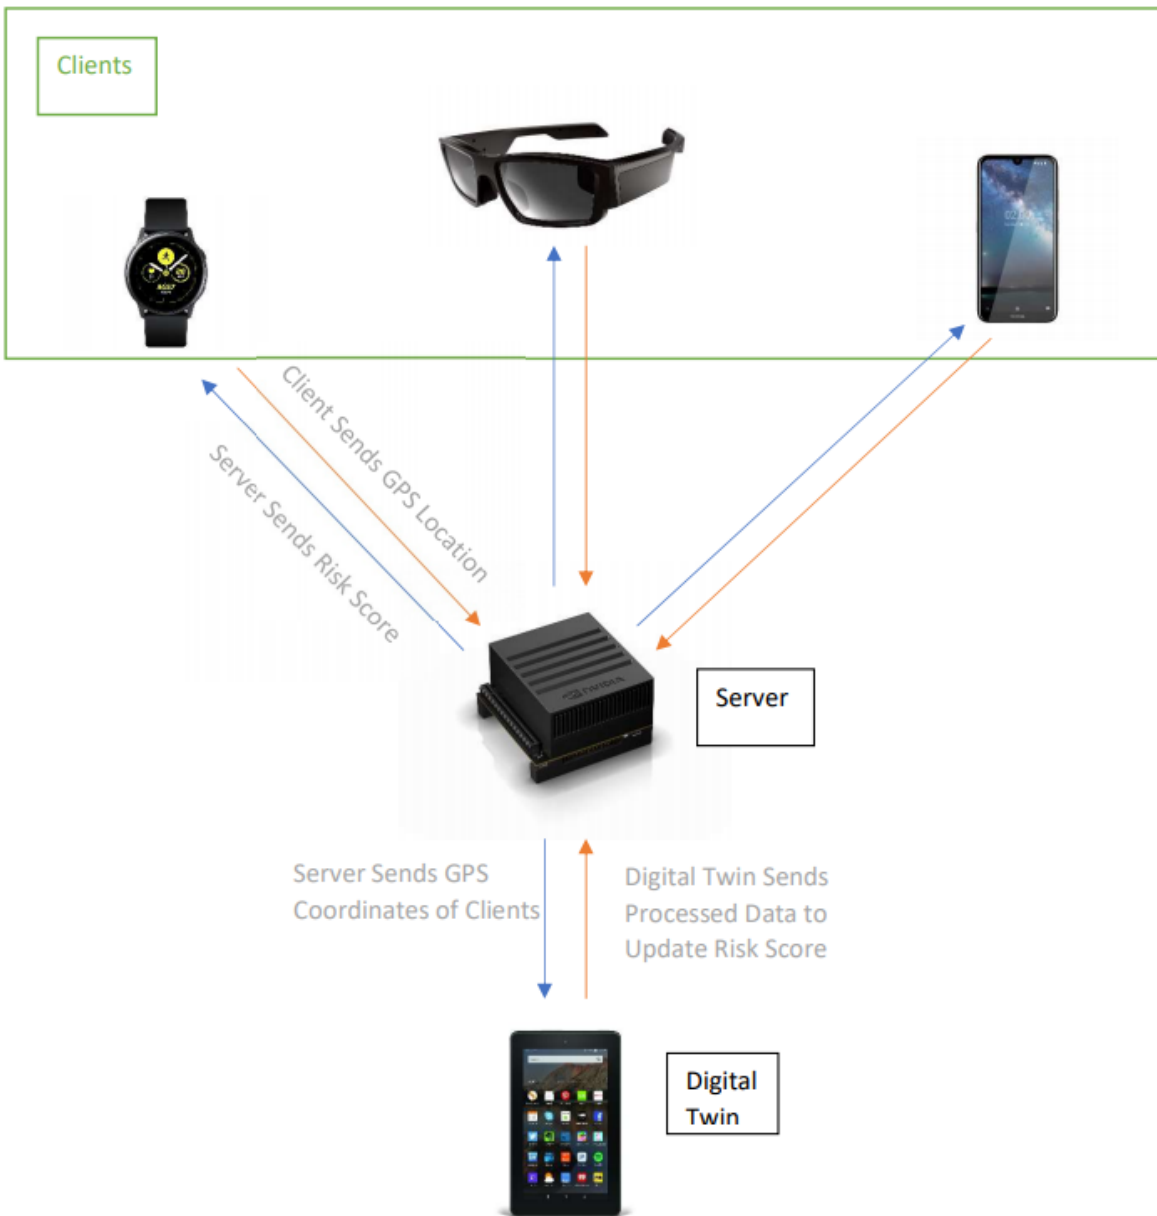 Clients
Client Sends GPS Location
Server Sends Risk Score
NVIDIA
Server
Server Sends GPS
Coordinates of Clients
Digital Twin Sends
Processed Data to
Update Risk Score
Digital
Twin